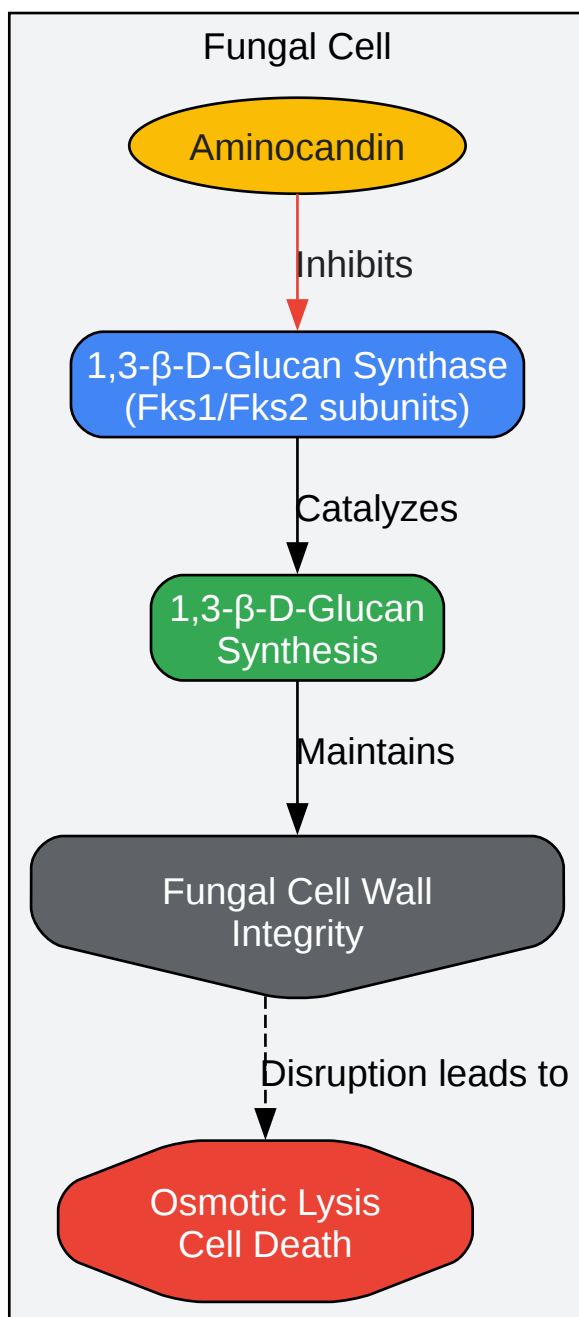 Fungal Cell
Aminocandin
Inhibits
1,3-β-D-Glucan Synthase
(Fks1/Fks2 subunits)
Catalyzes
1,3-β-D-Glucan
Synthesis
Maintains
Fungal Cell Wall
Integrity
Disruption leads to
Osmotic Lysis
Cell Death